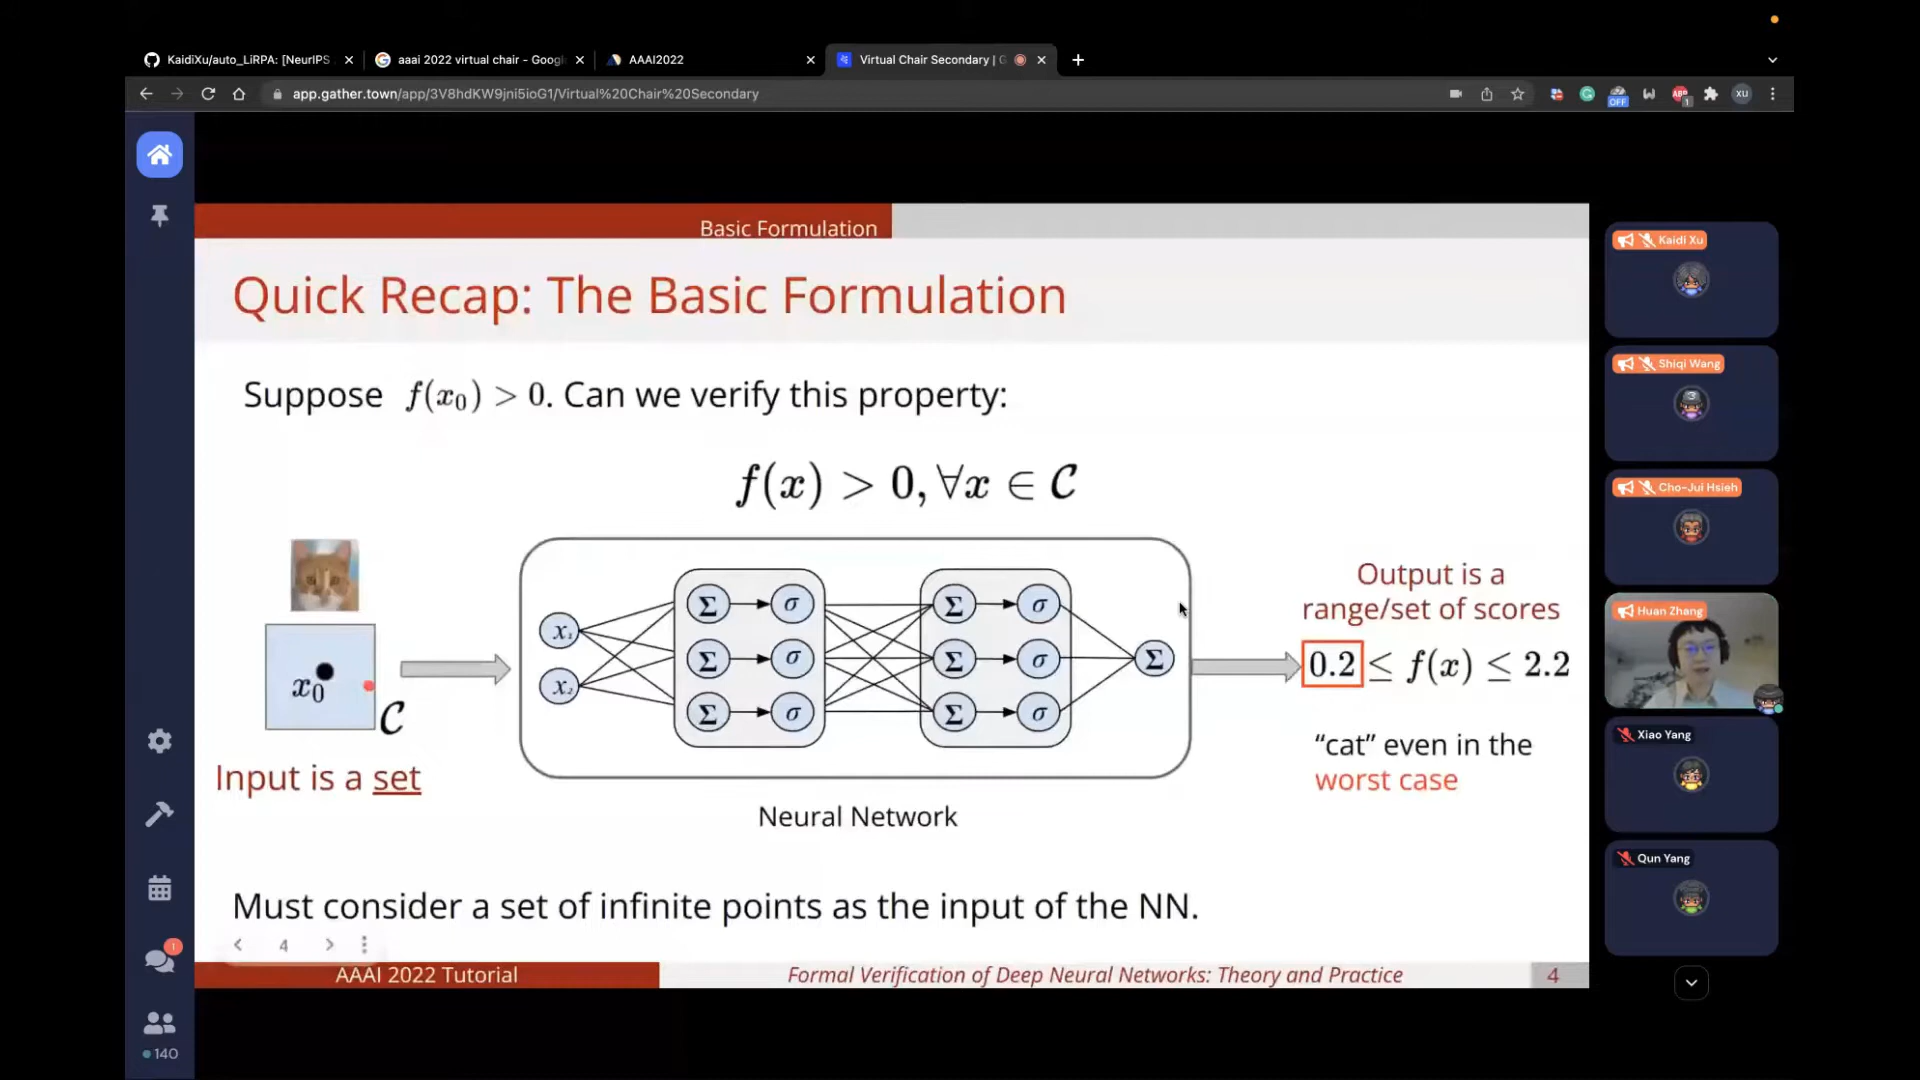 KaidiXu/auto_LiRPA: [NeurIPS
aaai 2022 virtual chair - Googl
AAAI2022
Virtual Chair Secondary | G
app.gather.town/app/3V8hdKW9jni5ioG1/Virtual%20Chair%20Secondary
OFF
ABP
1
XU
Basic Formulation
Quick Recap: The Basic Formulation
Suppose f(x₀) > 0. Can we verify this property:
f(x) > 0, ∀x ∈ 𝒞
x₀
𝒞
Input is a set
x₁
x₂
Σ σ Σ σ
Σ σ Σ σ Σ
Σ σ Σ σ
Neural Network
Output is a
range/set of scores
0.2 ≤ f(x) ≤ 2.2
“cat” even in the
worst case
Must consider a set of infinite points as the input of the NN.
4
AAAI 2022 Tutorial
Formal Verification of Deep Neural Networks: Theory and Practice
4
Kaidi Xu
Shiqi Wang
3
Cho-Jui Hsieh
Huan Zhang
Xiao Yang
Qun Yang
1
140